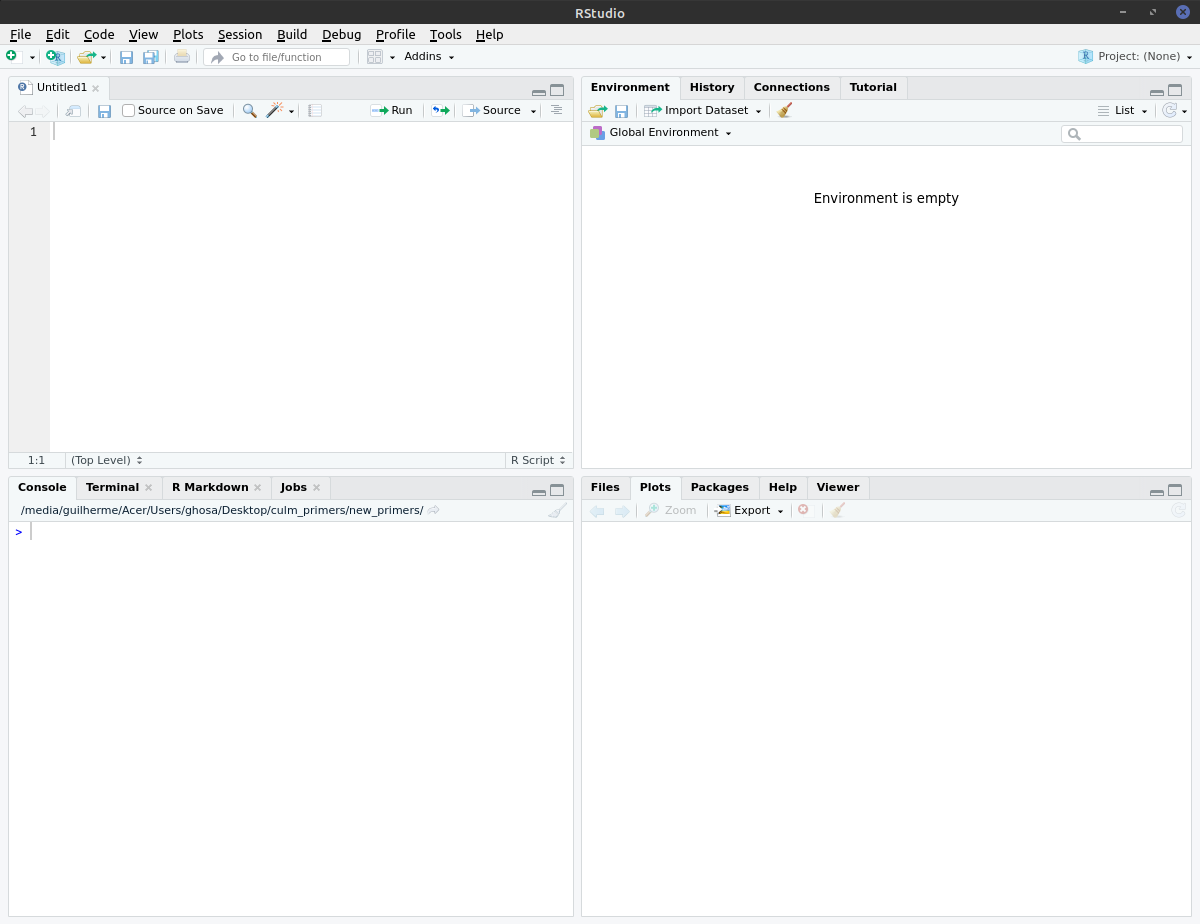 RStudio
File Edit Code View Plots Session Build Debug Profile Tools Help
Go to file/function Addins Project: (None)
Untitled1
Source on Save Run Source
1
1:1 (Top Level) R Script
Environment History Connections Tutorial
Import Dataset List
Global Environment
Environment is empty
Console Terminal R Markdown Jobs
/media/guilherme/Acer/Users/ghosa/Desktop/culm_primers/new_primers/
>
Files Plots Packages Help Viewer
Zoom Export